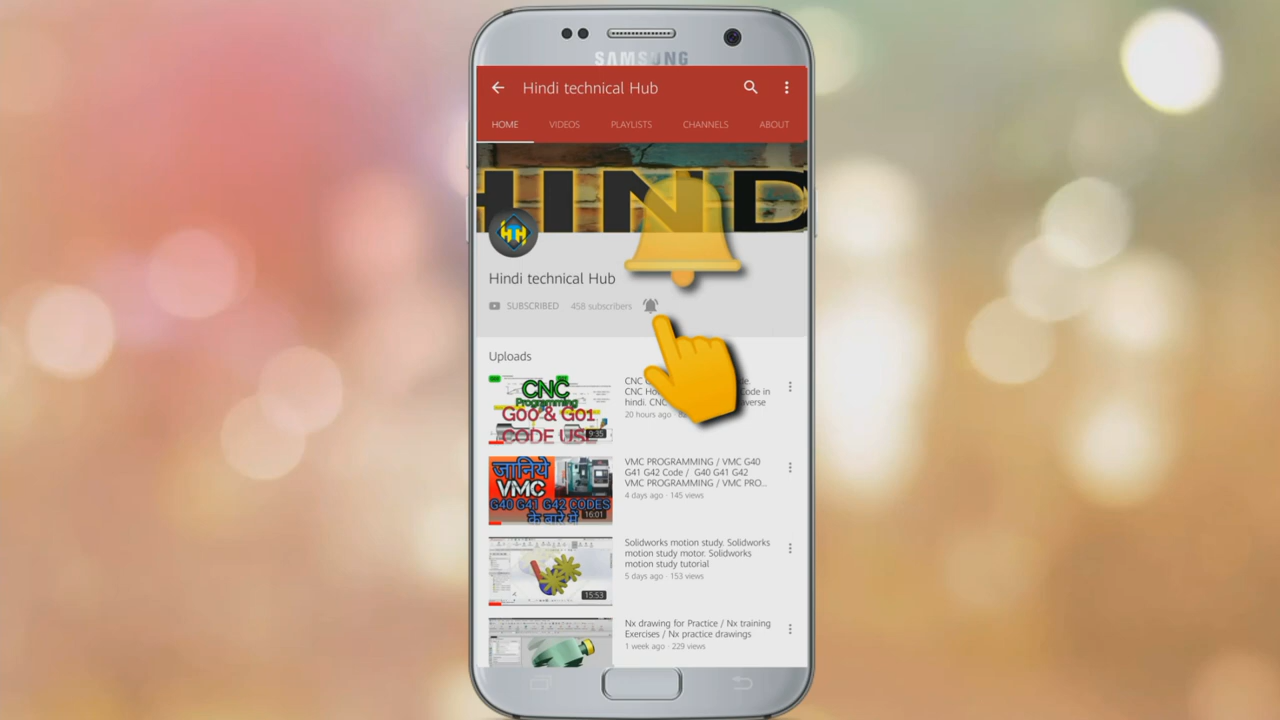 SAMSUNG
Hindi technical Hub
HOME VIDEOS PLAYLISTS CHANNELS ABOUT
HIND
HTH
Hindi technical Hub
SUBSCRIBED 458 subscribers
Uploads
CNC
Programming
G00 & G01
CODE USE
9:35
CNC
CNC Code in
hindi. CNC
20 hours ago
जानिये
VMC
G40 G41 G42 CODES
के बारे में
16:01
VMC PROGRAMMING / VMC G40
G41 G42 Code / G40 G41 G42
VMC PROGRAMMING / VMC PRO...
4 days ago · 145 views
15:53
Solidworks motion study. Solidworks
motion study motor. Solidworks
motion study tutorial
5 days ago · 153 views
Nx drawing for Practice / Nx training
Exercises / Nx practice drawings
1 week ago · 229 views